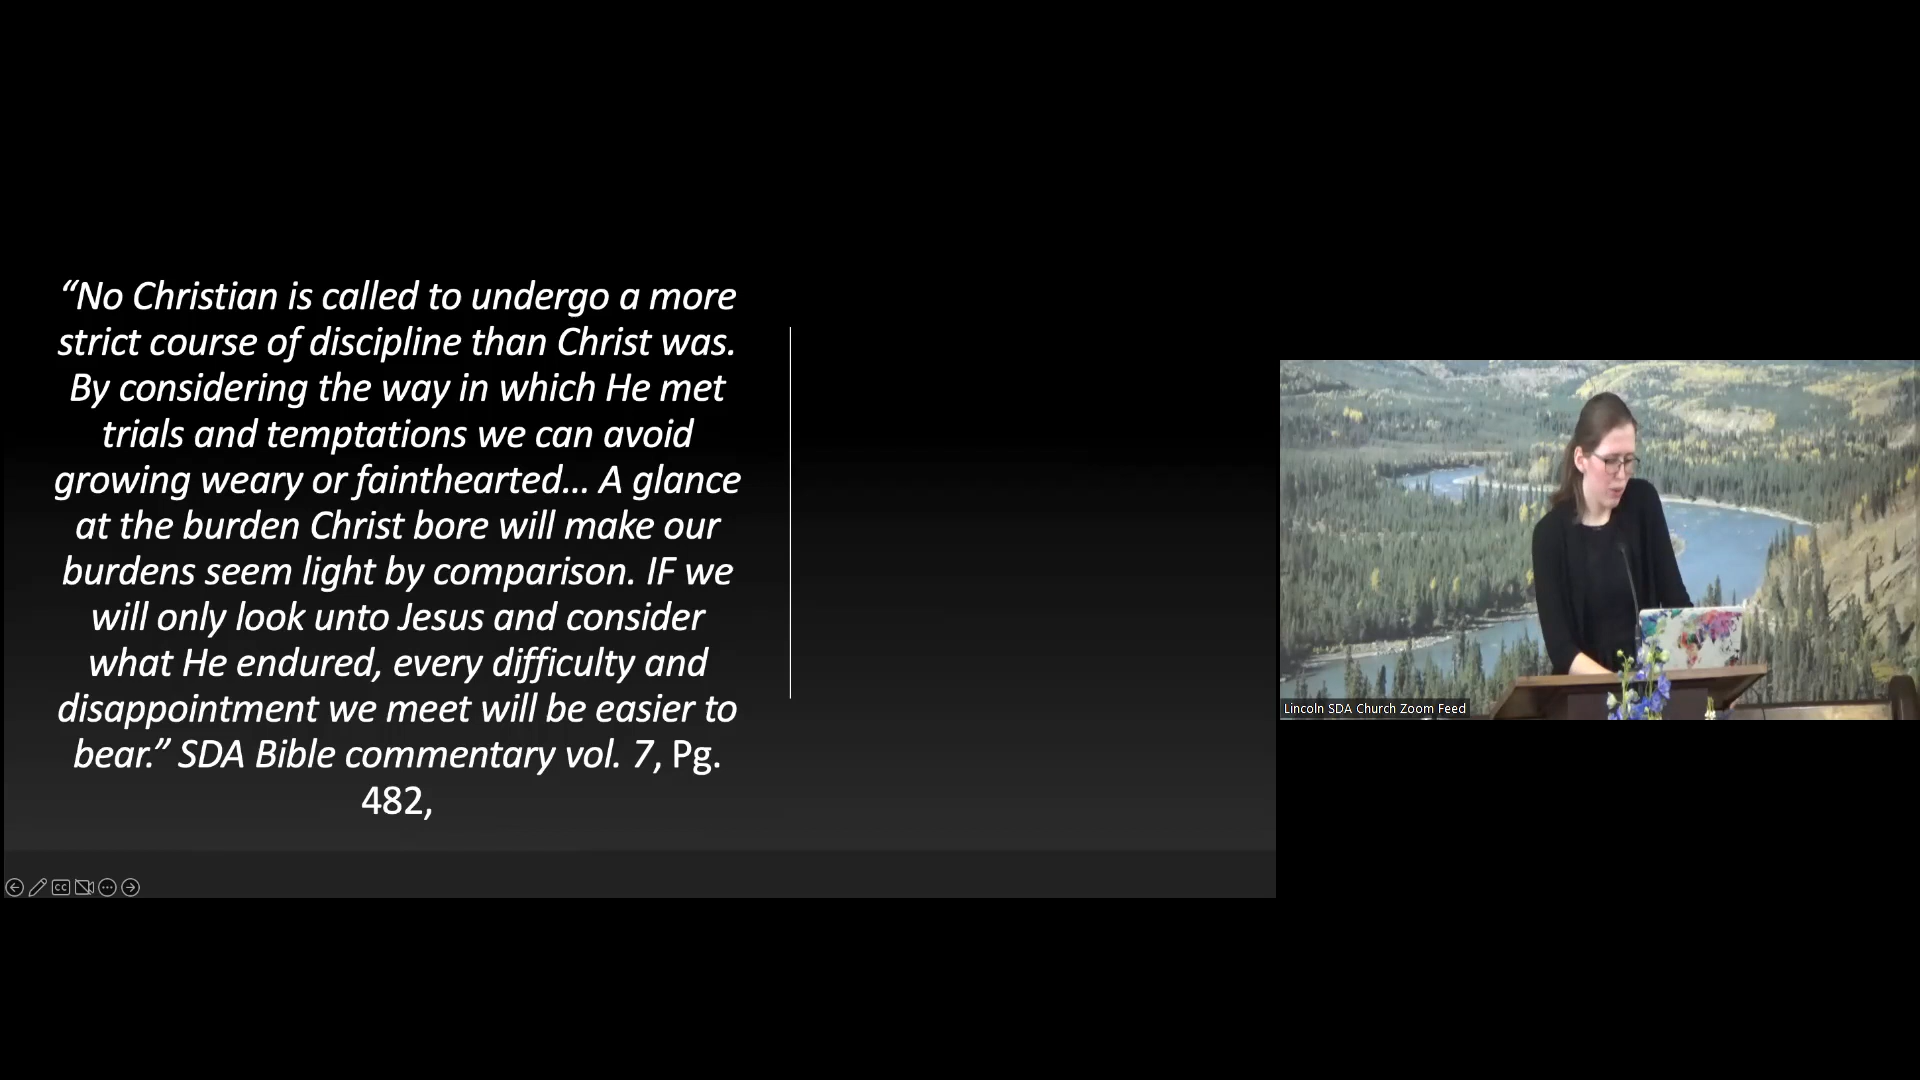 “No Christian is called to undergo a more
strict course of discipline than Christ was.
By considering the way in which He met
trials and temptations we can avoid
growing weary or fainthearted... A glance
at the burden Christ bore will make our
burdens seem light by comparison. IF we
will only look unto Jesus and consider
what He endured, every difficulty and
disappointment we meet will be easier to
bear.” SDA Bible commentary vol. 7, Pg.
482,
CC
Lincoln SDA Church Zoom Feed